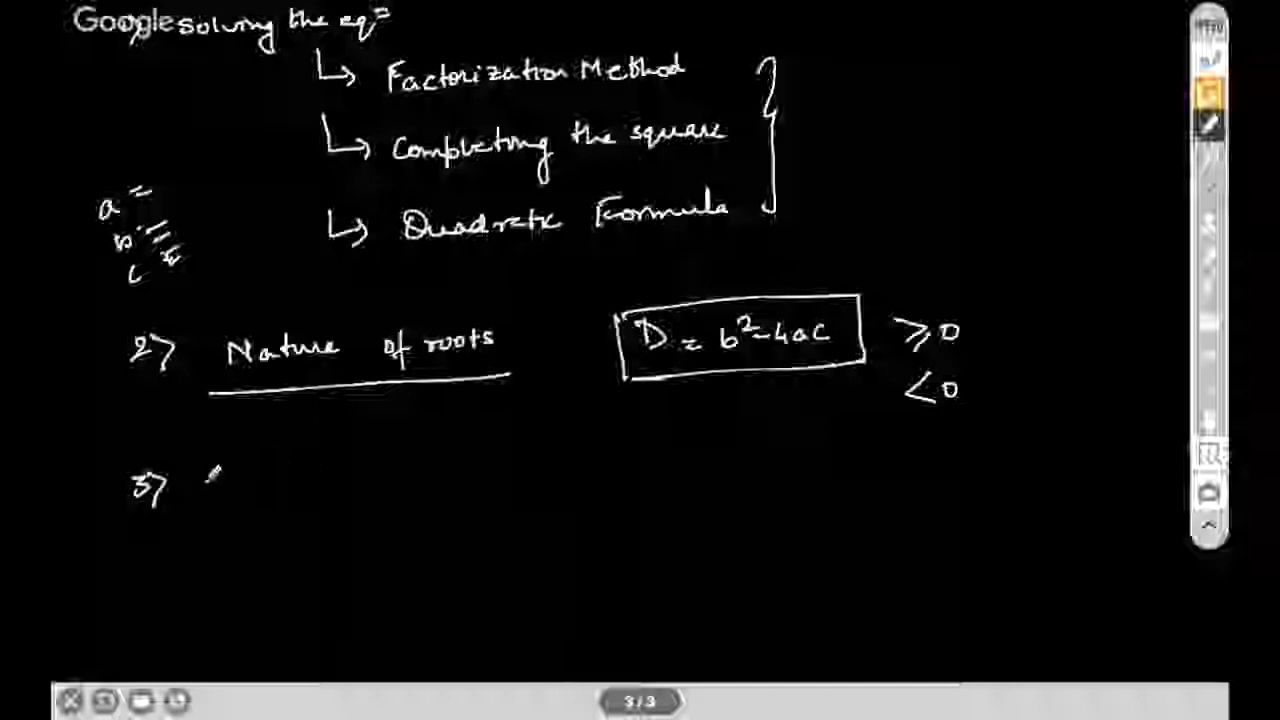 Google
1) Solving the eqn
↳ Factorization Method
↳ Completing the square
↳ Quadratic Formula
a =
b =
c =
2) Nature of roots D = b²-4ac ≥0
<0
3)
3/3